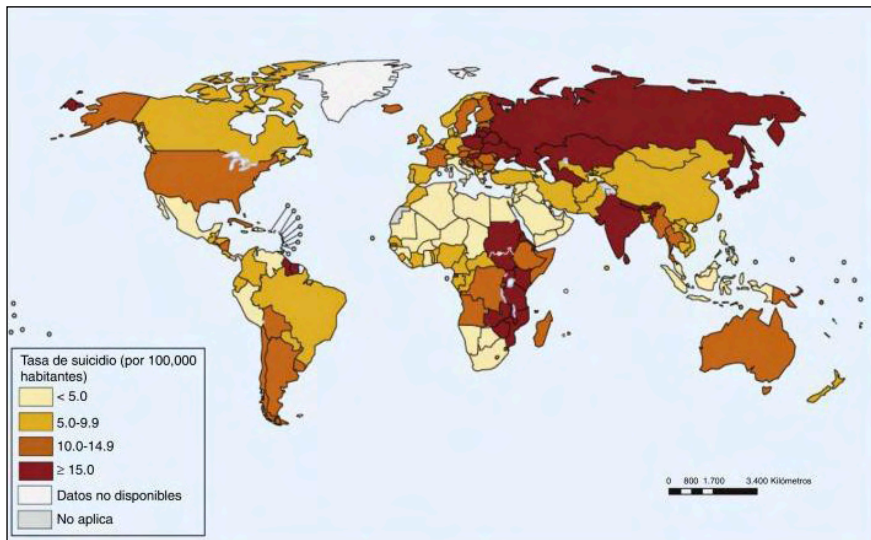 Tasa de suicidio (por 100,000
habitantes)
< 5.0
5.0-9.9
10.0-14.9
≥ 15.0
Datos no disponibles
No aplica
0 800 1.700 3.400 Kilómetros